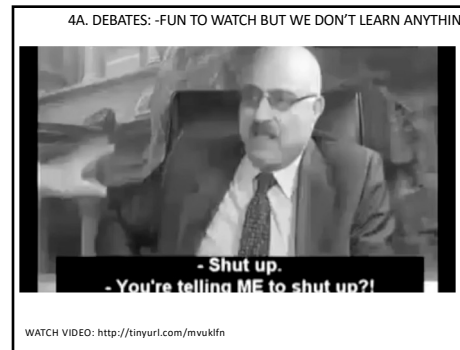 4A. DEBATES: -FUN TO WATCH BUT WE DON'T LEARN ANYTHIN
- Shut up.
- You're telling ME to shut up?!
WATCH VIDEO: http://tinyurl.com/mvuklfn